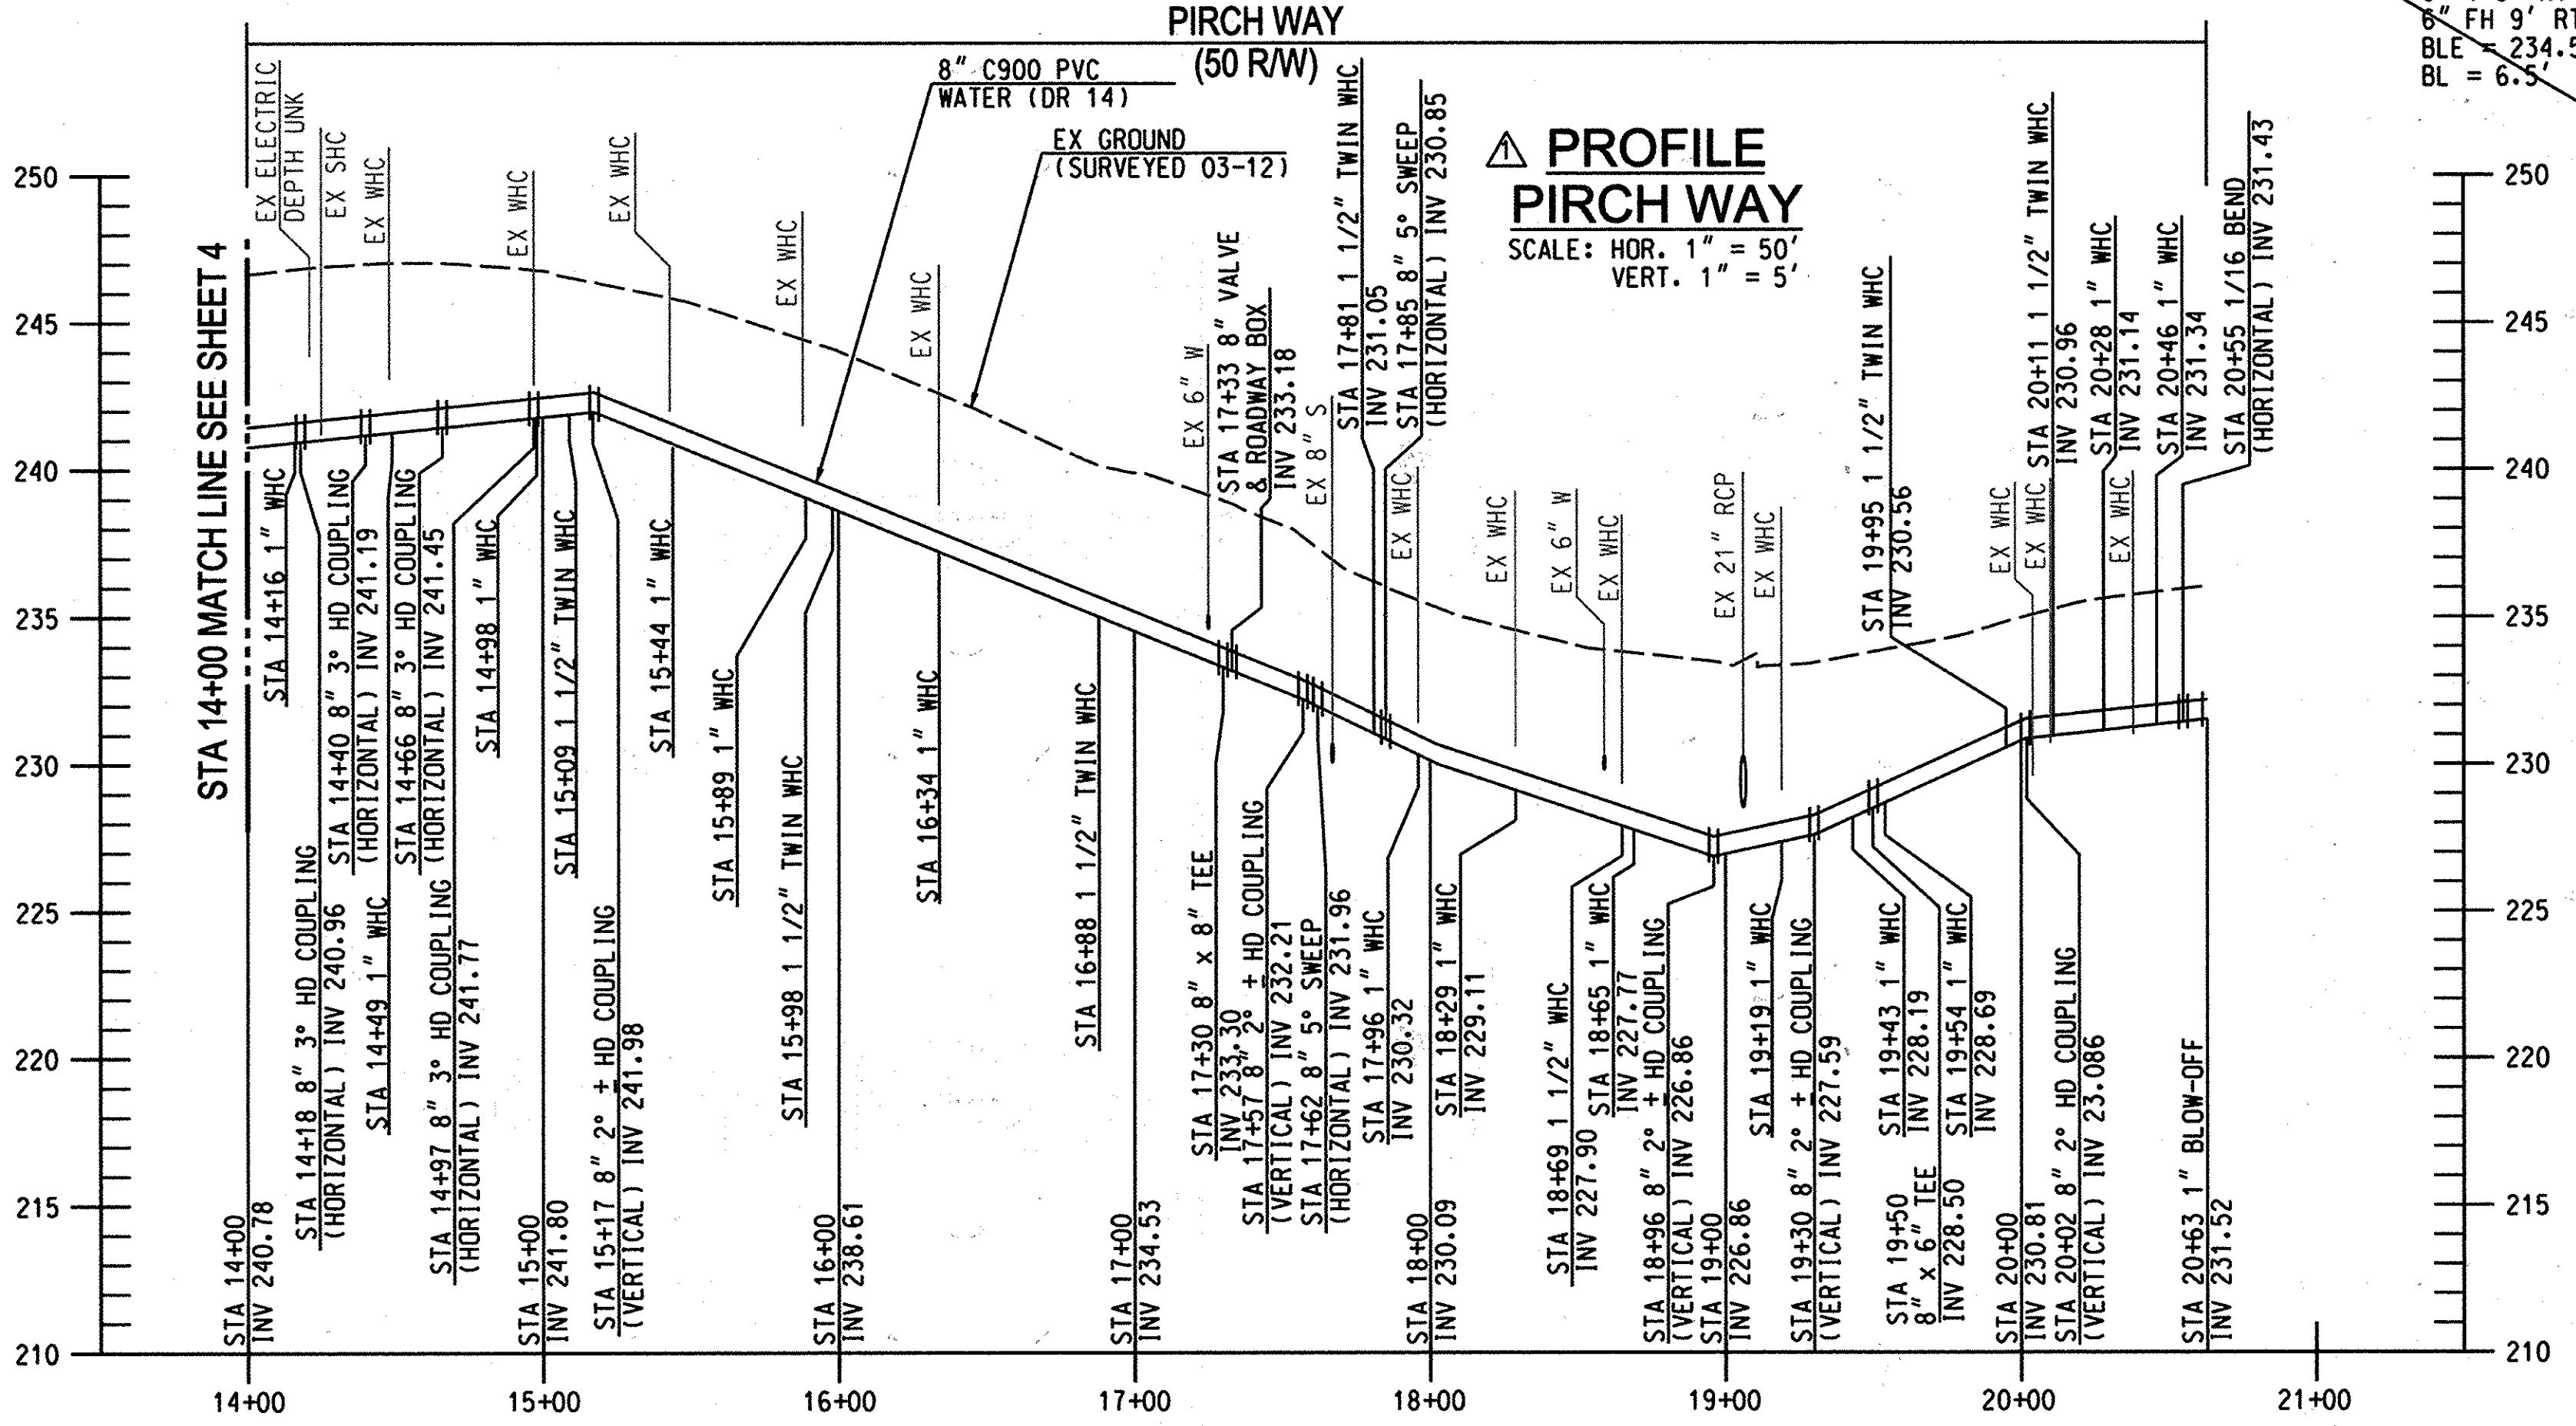 PIRCH WAY
(50 R/W)
6" FH 9' RT
BLE = 234.5
BL = 6.5'
8" C900 PVC
WATER (DR 14)
EX GROUND
(SURVEYED 03-12)
1
PROFILE
PIRCH WAY
SCALE: HOR. 1" = 50'
VERT. 1" = 5'
STA 14+00 MATCH LINE SEE SHEET 4
EX ELECTRIC
DEPTH UNK
EX SHC
EX WHC
EX WHC
EX WHC
EX WHC
EX WHC
EX 6" W
STA 17+33 8" VALVE
& ROADWAY BOX
INV 233.18
EX 8" S
STA 17+81 1 1/2" TWIN WHC
INV 231.05
STA 17+85 8" 5° SWEEP
(HORIZONTAL) INV 230.85
EX WHC
EX WHC
EX 6" W
EX WHC
EX 21" RCP
EX WHC
STA 19+95 1 1/2" TWIN WHC
INV 230.56
EX WHC
EX WHC
STA 20+11 1 1/2" TWIN WHC
INV 230.96
STA 20+28 1" WHC
INV 231.14
EX WHC
STA 20+46 1" WHC
INV 231.34
STA 20+55 1/16 BEND
(HORIZONTAL) INV 231.43
250
245
240
235
230
225
220
215
210
250
245
240
235
230
225
220
215
210
STA 14+00
INV 240.78
STA 14+16 1" WHC
STA 14+18 8" 3° HD COUPLING
(HORIZONTAL) INV 240.96
STA 14+40 8" 3° HD COUPLING
(HORIZONTAL) INV 241.19
STA 14+49 1" WHC
STA 14+66 8" 3° HD COUPLING
(HORIZONTAL) INV 241.45
STA 14+97 8" 3° HD COUPLING
(HORIZONTAL) INV 241.77
STA 14+98 1" WHC
STA 15+00
INV 241.80
STA 15+09 1 1/2" TWIN WHC
STA 15+17 8" 2° ± HD COUPLING
(VERTICAL) INV 241.98
STA 15+44 1" WHC
STA 15+89 1" WHC
STA 15+98 1 1/2" TWIN WHC
STA 16+00
INV 238.61
STA 16+34 1" WHC
STA 16+88 1 1/2" TWIN WHC
STA 17+00
INV 234.53
STA 17+30 8" x 8" TEE
INV 233.30
STA 17+57 8" 2° ± HD COUPLING
(VERTICAL) INV 232.21
STA 17+62 8" 5° SWEEP
(HORIZONTAL) INV 231.96
STA 17+96 1" WHC
INV 230.32
STA 18+00
INV 230.09
STA 18+29 1" WHC
INV 229.11
STA 18+69 1 1/2" WHC
INV 227.90
STA 18+65 1" WHC
INV 227.77
STA 18+96 8" 2° ± HD COUPLING
(VERTICAL) INV 226.86
STA 19+00
INV 226.86
STA 19+19 1" WHC
STA 19+30 8" 2° ± HD COUPLING
(VERTICAL) INV 227.59
STA 19+43 1" WHC
INV 228.19
STA 19+50
8" x 6" TEE
INV 228.50
STA 19+54 1" WHC
INV 228.69
STA 20+00
INV 230.81
STA 20+02 8" 2° HD COUPLING
(VERTICAL) INV 23.086
STA 20+63 1" BLOW-OFF
INV 231.52
14+00
15+00
16+00
17+00
18+00
19+00
20+00
21+00